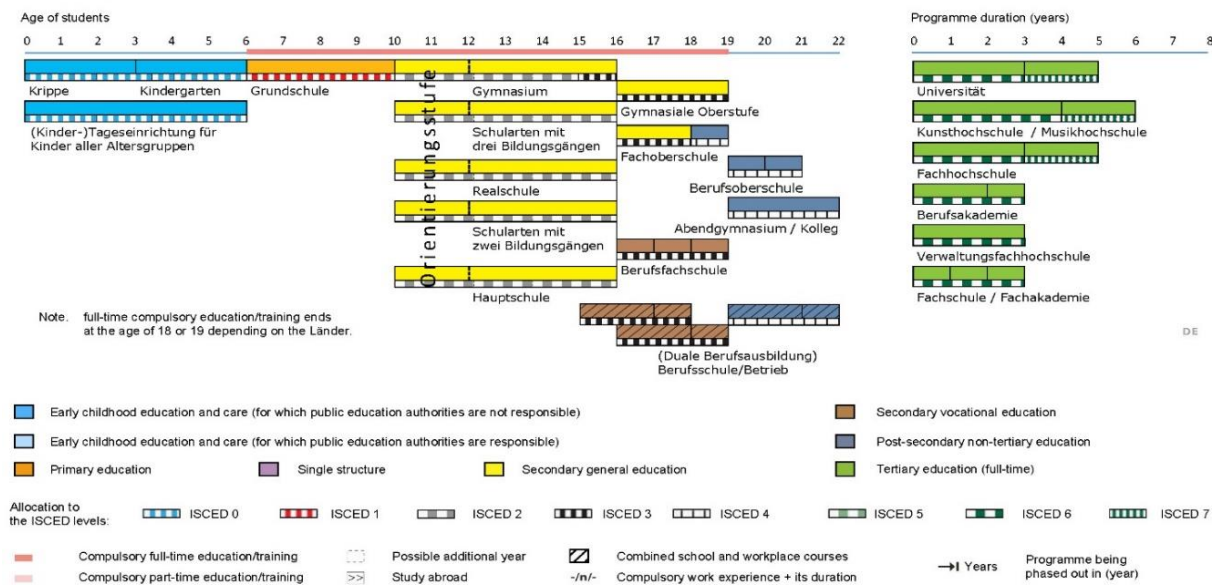 Age of students
Programme duration (years)
0 1 2 3 4 5 6 7 8 9 10 11 12 13 14 15 16 17 18 19 20 21 22
0 1 2 3 4 5 6 7 8
Krippe
Kindergarten
Grundschule
Gymnasium
Universität
(Kinder-)Tageseinrichtung für
Kinder aller Altersgruppen
Orientierungsstufe
Schularten mit
drei Bildungsgängen
Gymnasiale Oberstufe
Fachoberschule
Kunsthochschule / Musikhochschule
Fachhochschule
Realschule
Berufsoberschule
Berufsakademie
Schularten mit
zwei Bildungsgängen
Abendgymnasium / Kolleg
Berufsfachschule
Verwaltungsfachhochschule
Hauptschule
Fachschule / Fachakademie
Note. full-time compulsory education/training ends
at the age of 18 or 19 depending on the Länder.
(Duale Berufsausbildung)
Berufsschule/Betrieb
DE
Early childhood education and care (for which public education authorities are not responsible)
Secondary vocational education
Early childhood education and care (for which public education authorities are responsible)
Post-secondary non-tertiary education
Primary education
Single structure
Secondary general education
Tertiary education (full-time)
Allocation to
the ISCED levels:
ISCED 0
ISCED 1
ISCED 2
ISCED 3
ISCED 4
ISCED 5
ISCED 6
ISCED 7
Compulsory full-time education/training
Possible additional year
Combined school and workplace courses
Years
Programme being
phased out in (year)
Compulsory part-time education/training
>> Study abroad
-/n/- Compulsory work experience + its duration